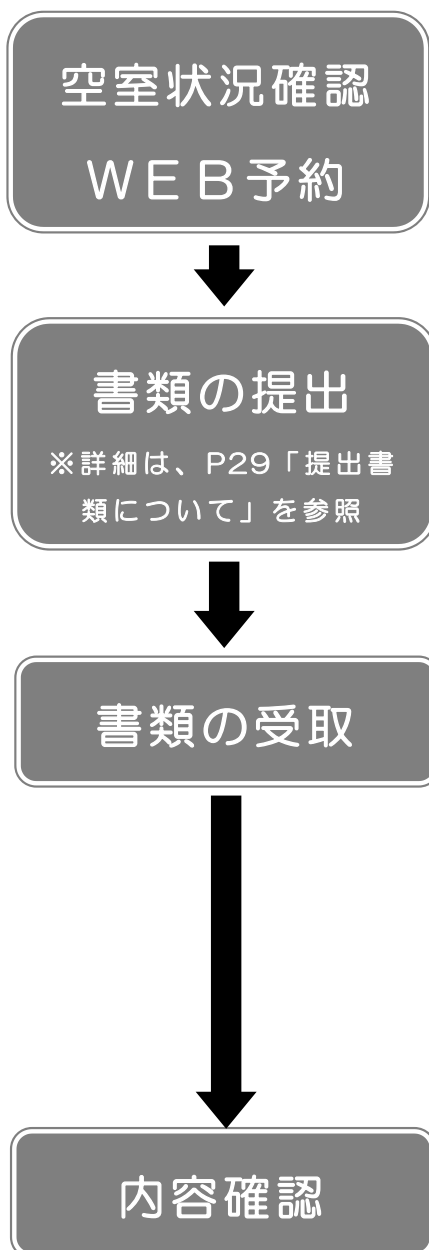 空室状況確認
ＷＥＢ予約
書類の提出
※詳細は、P29「提出書
類について」を参照
書類の受取
内容確認